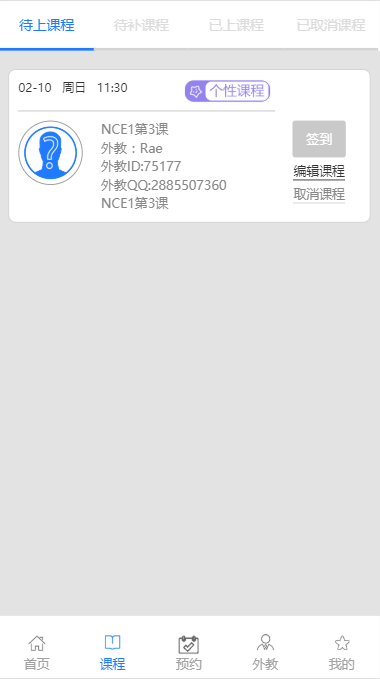 待上课程 待补课程 已上课程 已取消课程
02-10 周日 11:30 个性课程
NCE1第3课
签到
外教：Rae
外教ID:75177
编辑课程
外教QQ:2885507360
取消课程
NCE1第3课
首页 课程 预约 外教 我的